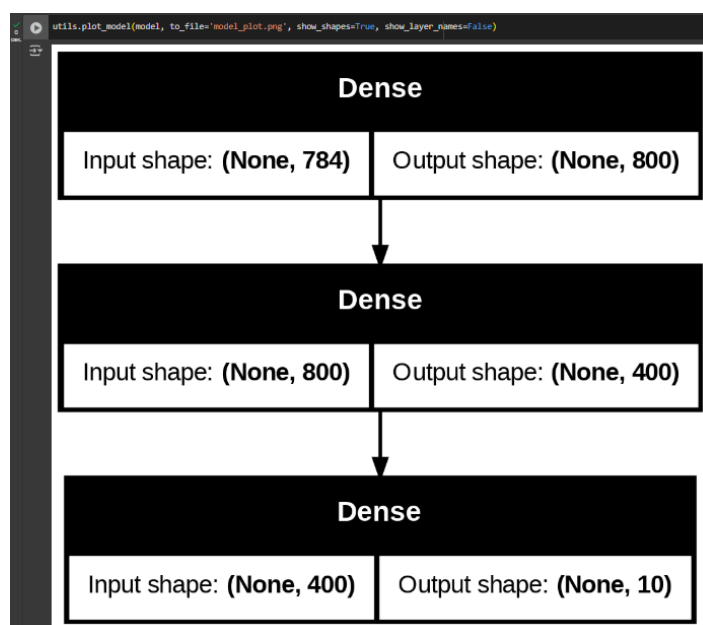 utils.plot_model(model, to_file='model_plot.png', show_shapes=True, show_layer_names=False)
Dense
Input shape: (None, 784) Output shape: (None, 800)
Dense
Input shape: (None, 800) Output shape: (None, 400)
Dense
Input shape: (None, 400) Output shape: (None, 10)